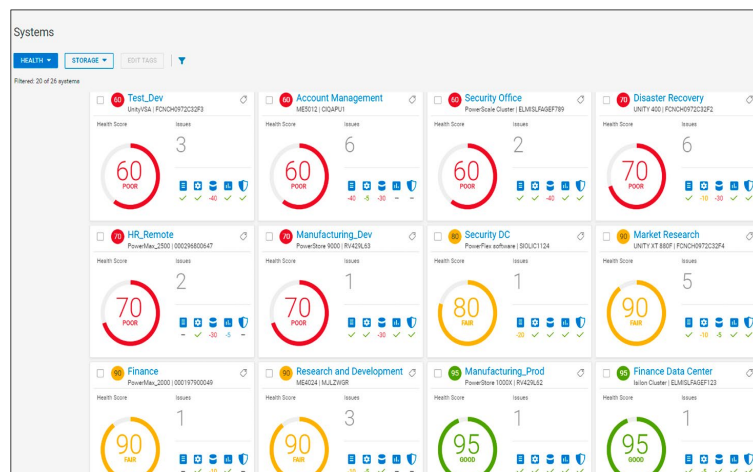 Systems
HEALTH STORAGE EDIT TAGS
Filtered: 20 of 26 systems
60 Test_Dev
UnityVSA | FCNCH0972C32F3
Health Score Issues
3
60
POOR
-40
60 Account Management
ME5012 | CIQAPU1
Health Score Issues
6
60
POOR
-40 -5 -30 – –
60 Security Office
PowerScale Cluster | ELMISLFAGEF789
Health Score Issues
2
60
POOR
-40
70 Disaster Recovery
UNITY 400 | FCNCH0972C32F2
Health Score Issues
6
70
POOR
-10 -30
70 HR_Remote
PowerMax_2500 | 000296800647
Health Score Issues
2
70
POOR
– -30 -5 –
70 Manufacturing_Dev
PowerStore 9000 | RV429L63
Health Score Issues
1
70
POOR
-30
80 Security DC
PowerFlex software | SIOLIC1124
Health Score Issues
1
80
FAIR
-20
90 Market Research
UNITY XT 880F | FCNCH0972C32F4
Health Score Issues
5
90
FAIR
-10 -5
90 Finance
PowerMax_2000 | 000197900049
Health Score Issues
1
90
FAIR
90 Research and Development
ME4024 | MJLZWGR
Health Score Issues
3
90
FAIR
95 Manufacturing_Prod
PowerStore 1000X | RV429L62
Health Score Issues
1
95
GOOD
95 Finance Data Center
Isilon Cluster | ELMISLFAGEF123
Health Score Issues
1
95
GOOD